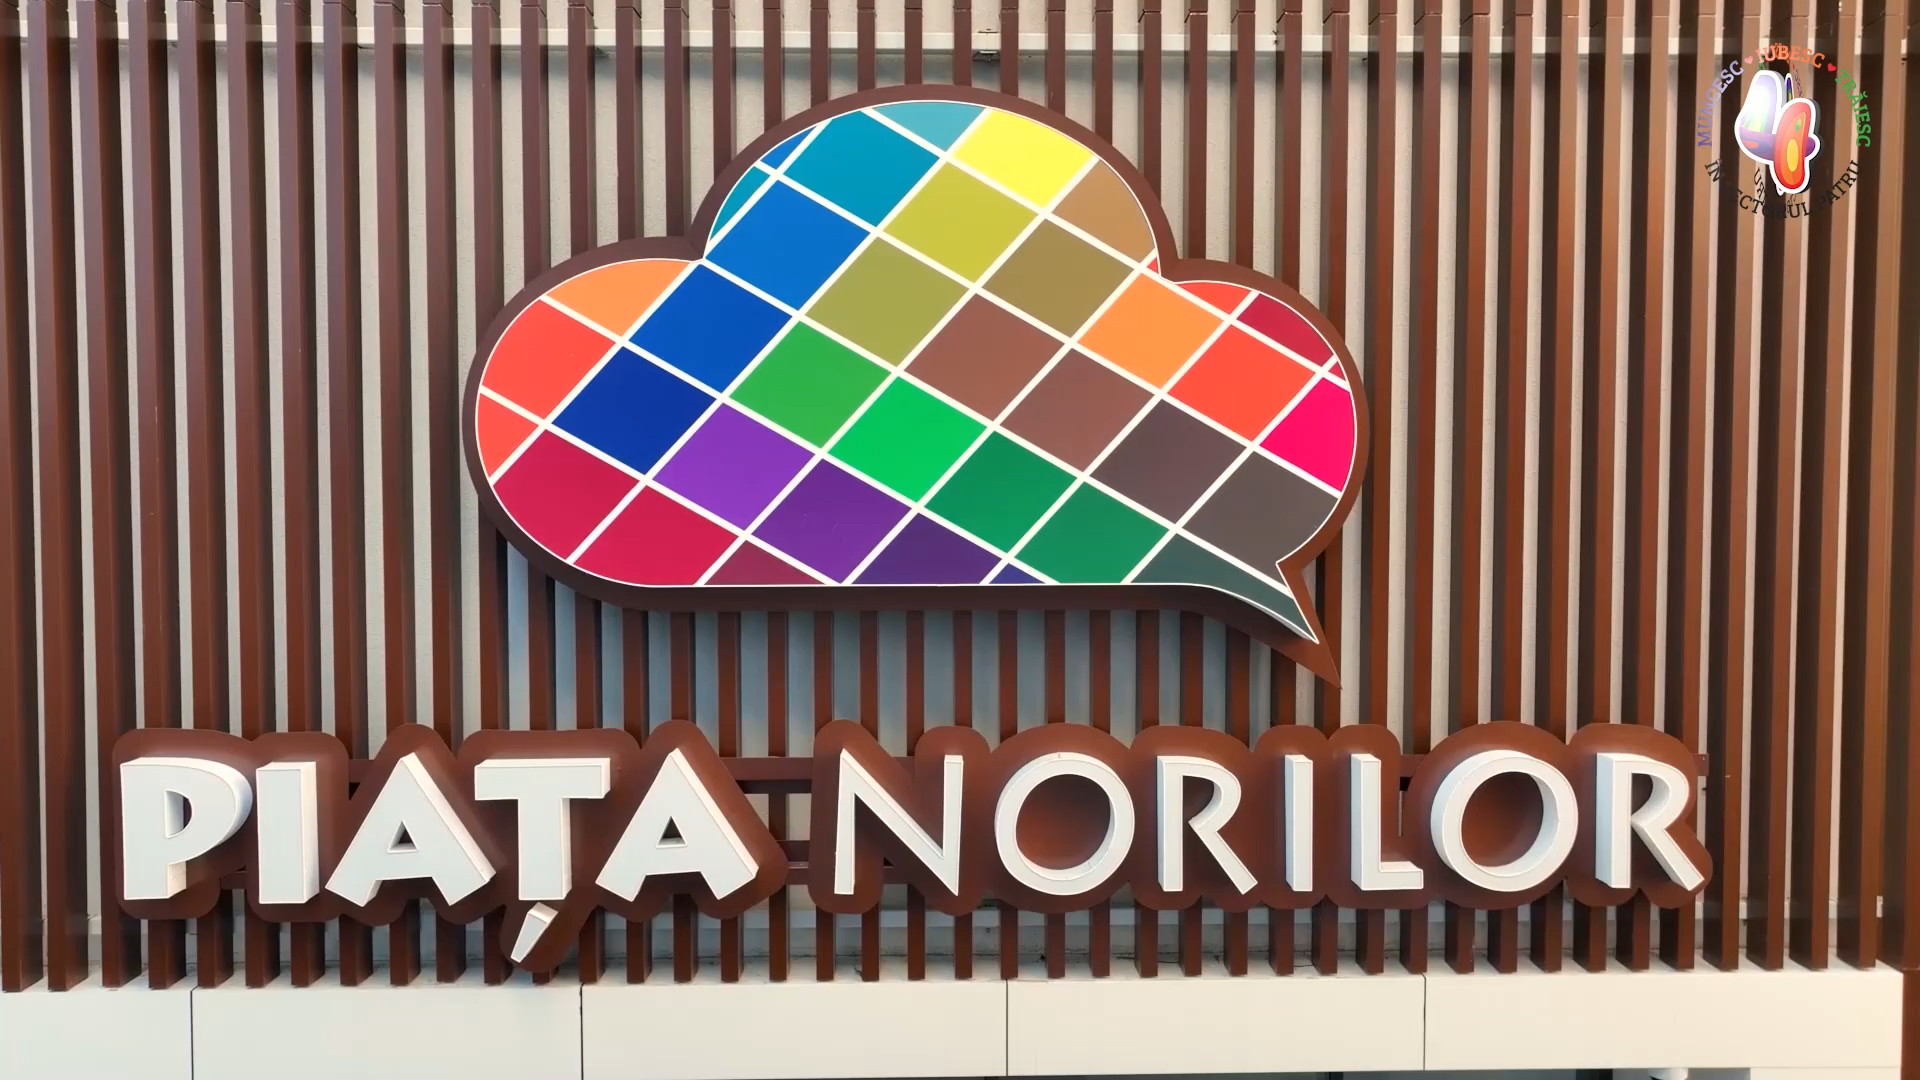 MUNCESC • IUBESC ♥ TRĂIESC
ÎN SECTORUL PATRU
PIAȚA NORILOR